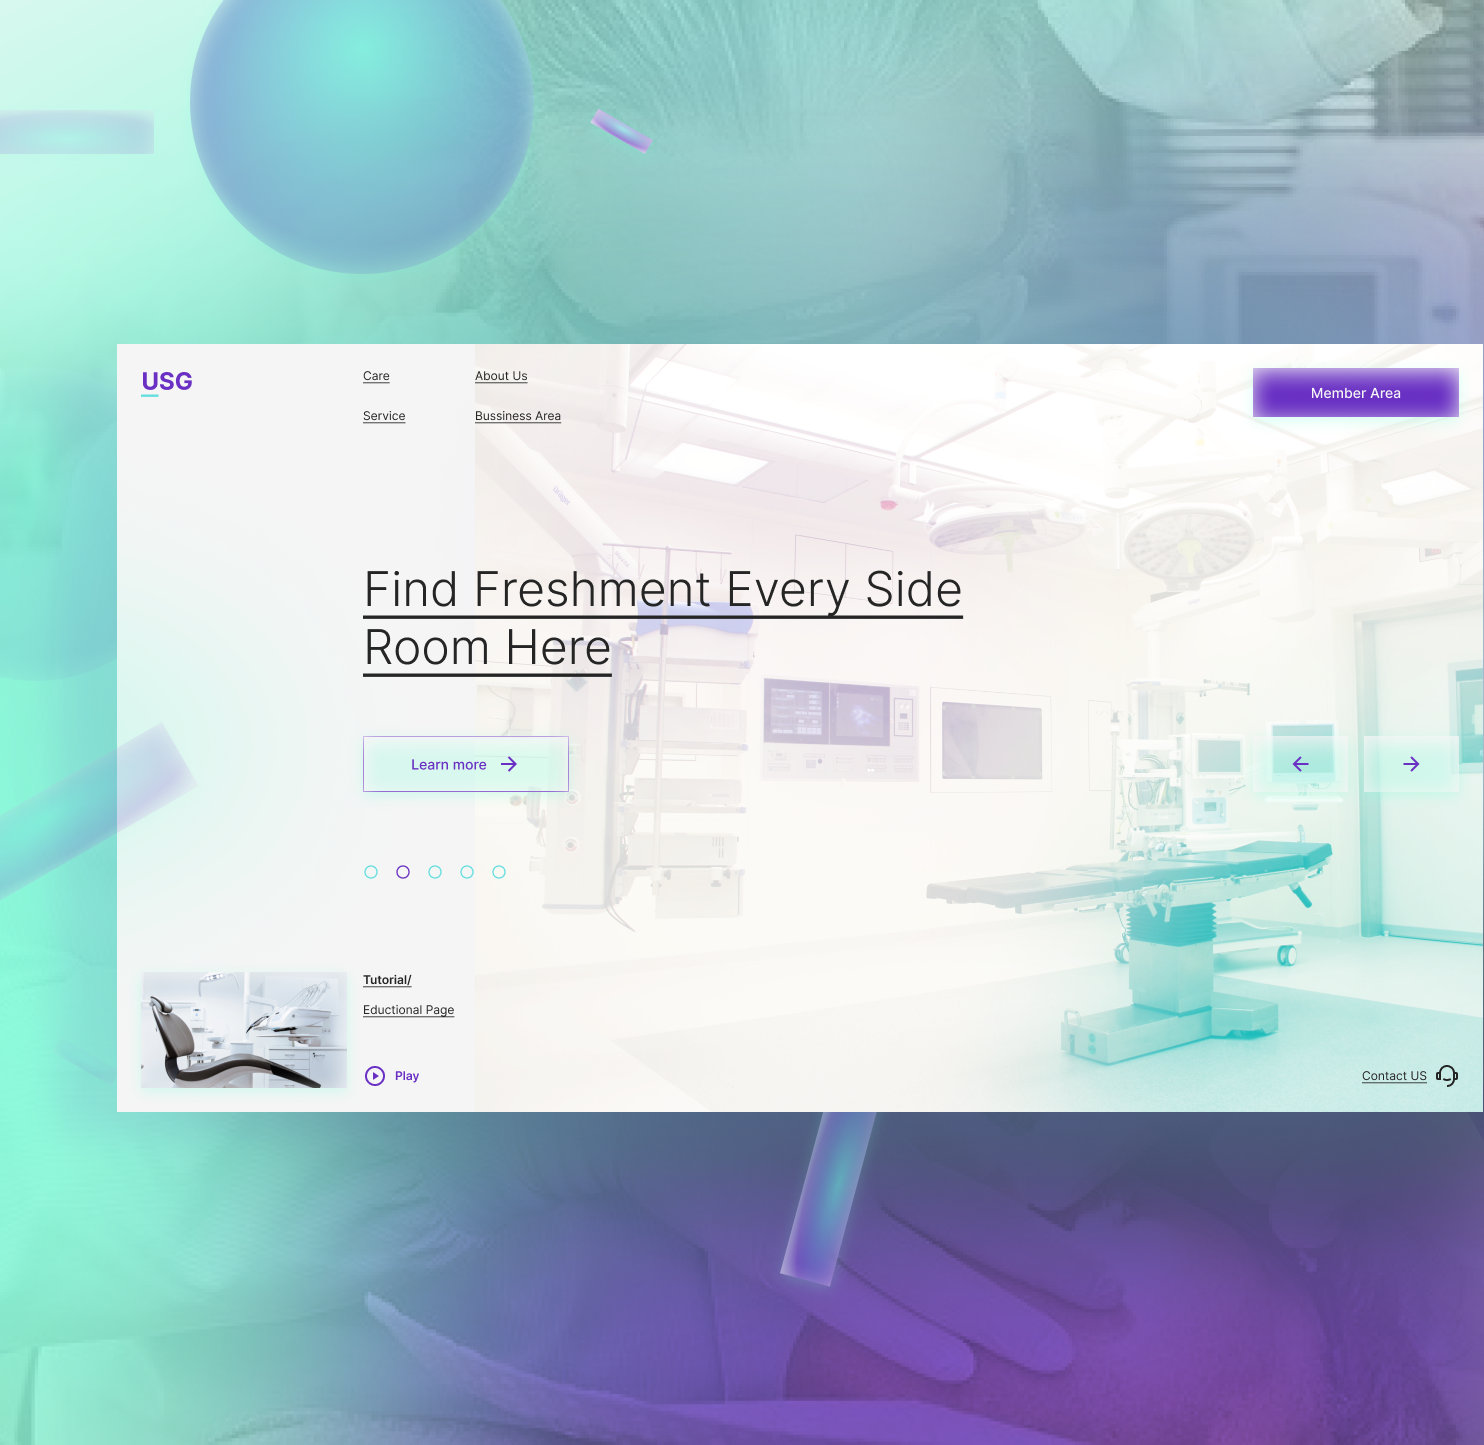 USG
Care
About Us
Service
Bussiness Area
Member Area
Find Freshment Every Side
Room Here
Learn more
Tutorial/
Eductional Page
Play
Contact US